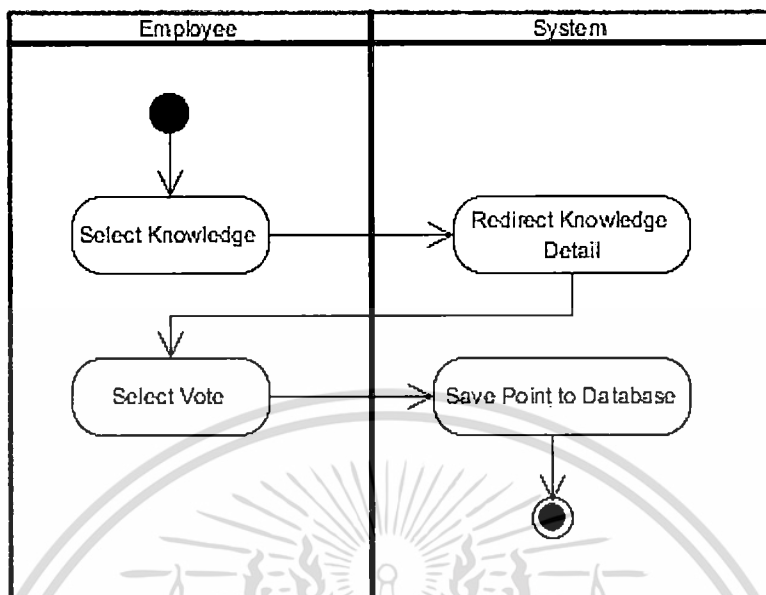 Employee
System
Select Knowledge
Redirect Knowledge
Detail
Select Vote
Save Point to Database